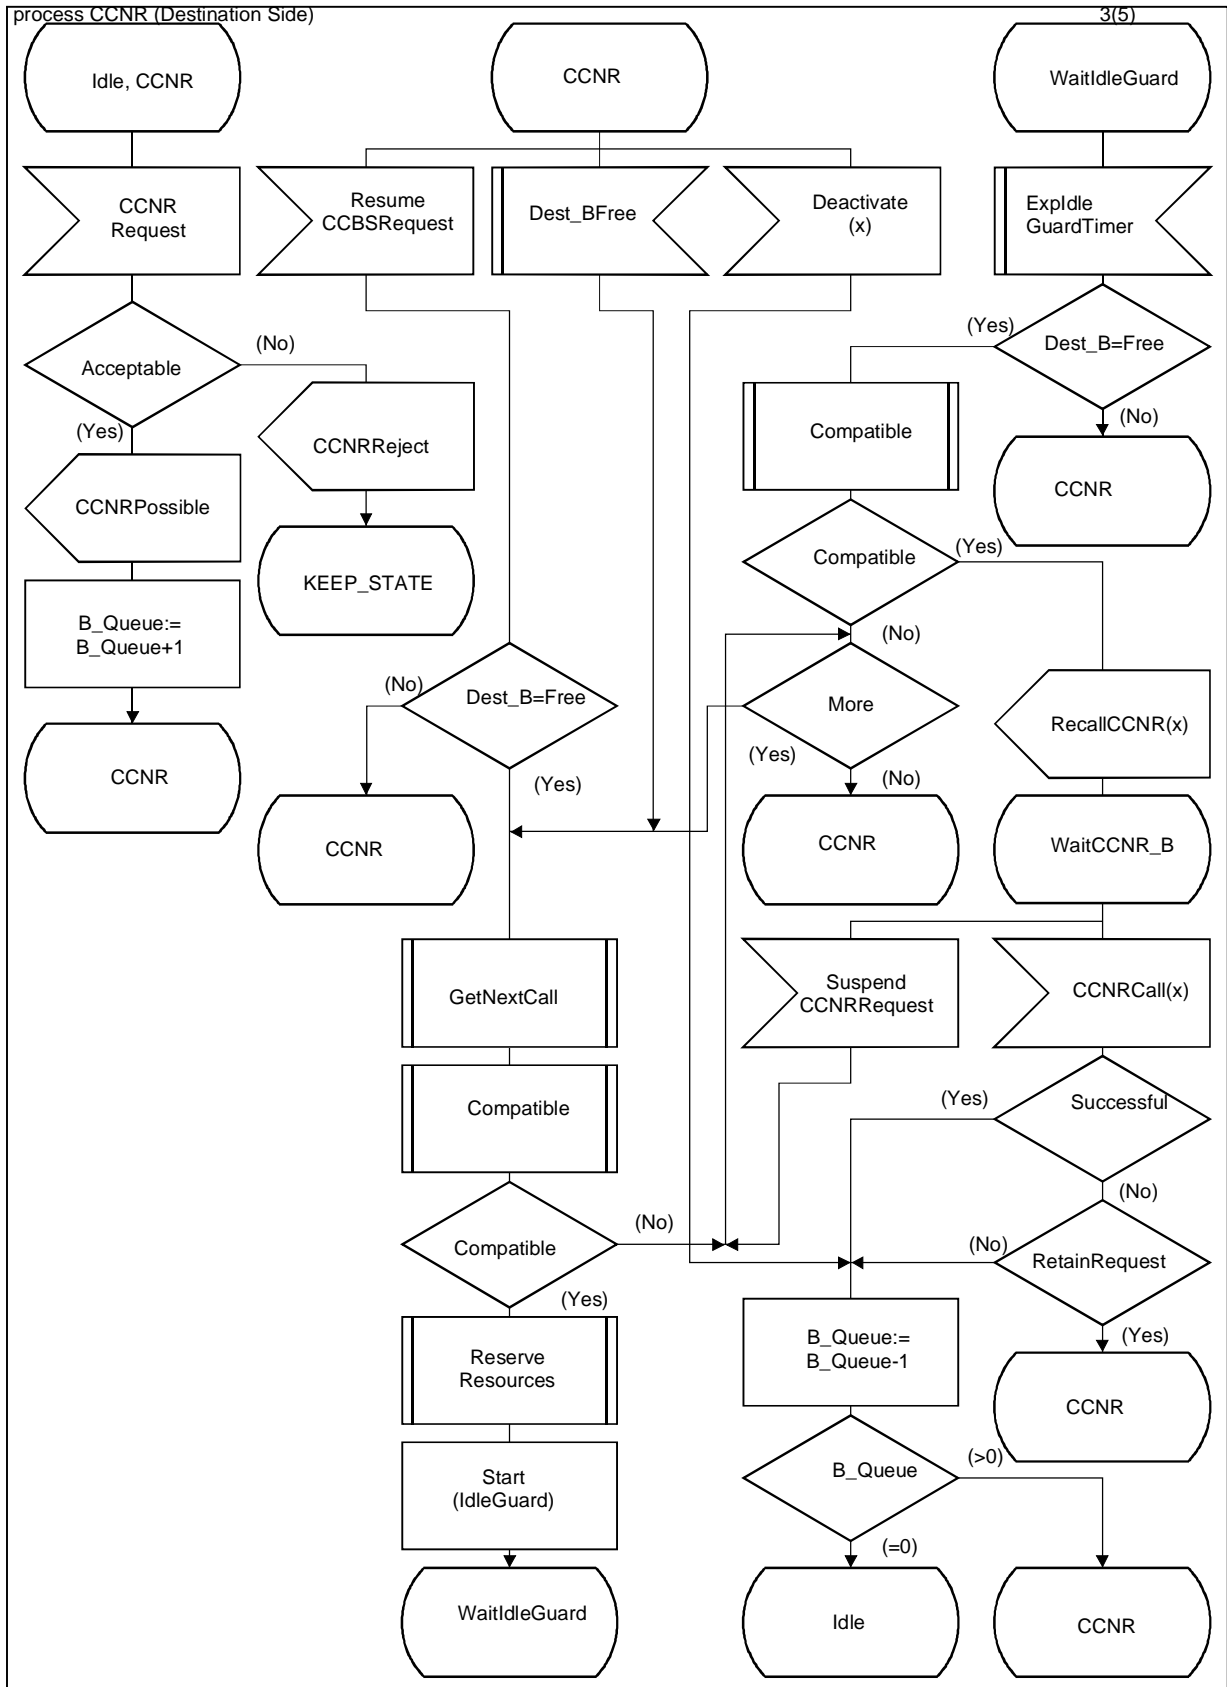 process CCNR (Destination Side)
3(5)
Idle, CCNR
CCNR
WaitIdleGuard
CCNR
Request
Resume
CCBSRequest
Dest_BFree
Deactivate
(x)
ExpIdle
GuardTimer
Acceptable
(No)
(Yes)
Dest_B=Free
(Yes)
(No)
CCNRReject
Compatible
CCNR
CCNRPossible
KEEP_STATE
Compatible
(Yes)
(No)
B_Queue:=
B_Queue+1
(No)
Dest_B=Free
(Yes)
More
(Yes)
(No)
RecallCCNR(x)
CCNR
CCNR
CCNR
WaitCCNR_B
GetNextCall
Suspend
CCNRRequest
CCNRCall(x)
Compatible
(Yes)
Successful
(No)
Compatible
(No)
(Yes)
(No)
RetainRequest
(Yes)
Reserve
Resources
B_Queue:=
B_Queue-1
CCNR
Start
(IdleGuard)
B_Queue
(>0)
(=0)
WaitIdleGuard
Idle
CCNR